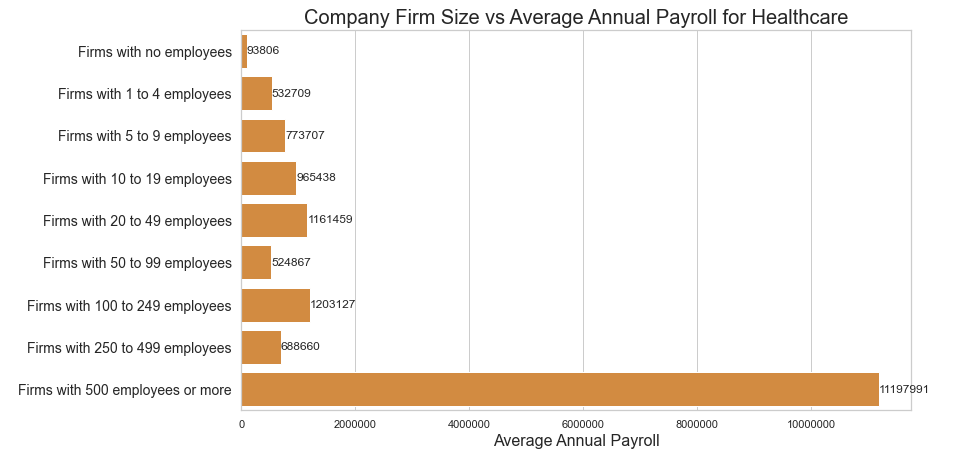 Company Firm Size vs Average Annual Payroll for Healthcare
Firms with no employees 93806
Firms with 1 to 4 employees 532709
Firms with 5 to 9 employees 773707
Firms with 10 to 19 employees 965438
Firms with 20 to 49 employees 1161459
Firms with 50 to 99 employees 524867
Firms with 100 to 249 employees 1203127
Firms with 250 to 499 employees 688660
Firms with 500 employees or more 11197991
0 2000000 4000000 6000000 8000000 10000000
Average Annual Payroll